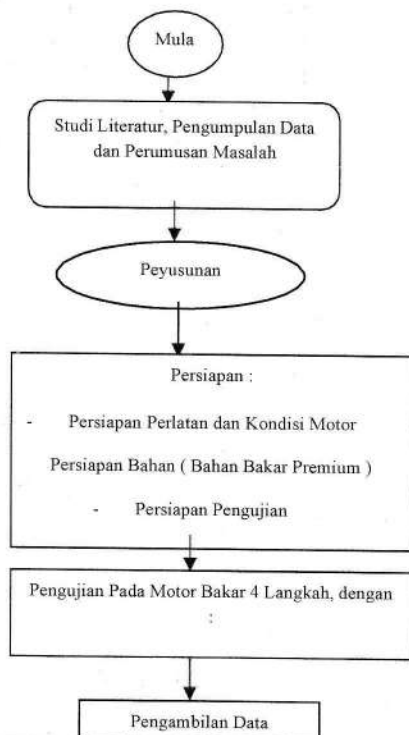 Mula
Studi Literatur, Pengumpulan Data
dan Perumusan Masalah
Peyusunan
Persiapan :
- Persiapan Perlatan dan Kondisi Motor
Persiapan Bahan ( Bahan Bakar Premium )
- Persiapan Pengujian
Pengujian Pada Motor Bakar 4 Langkah, dengan
:
Pengambilan Data